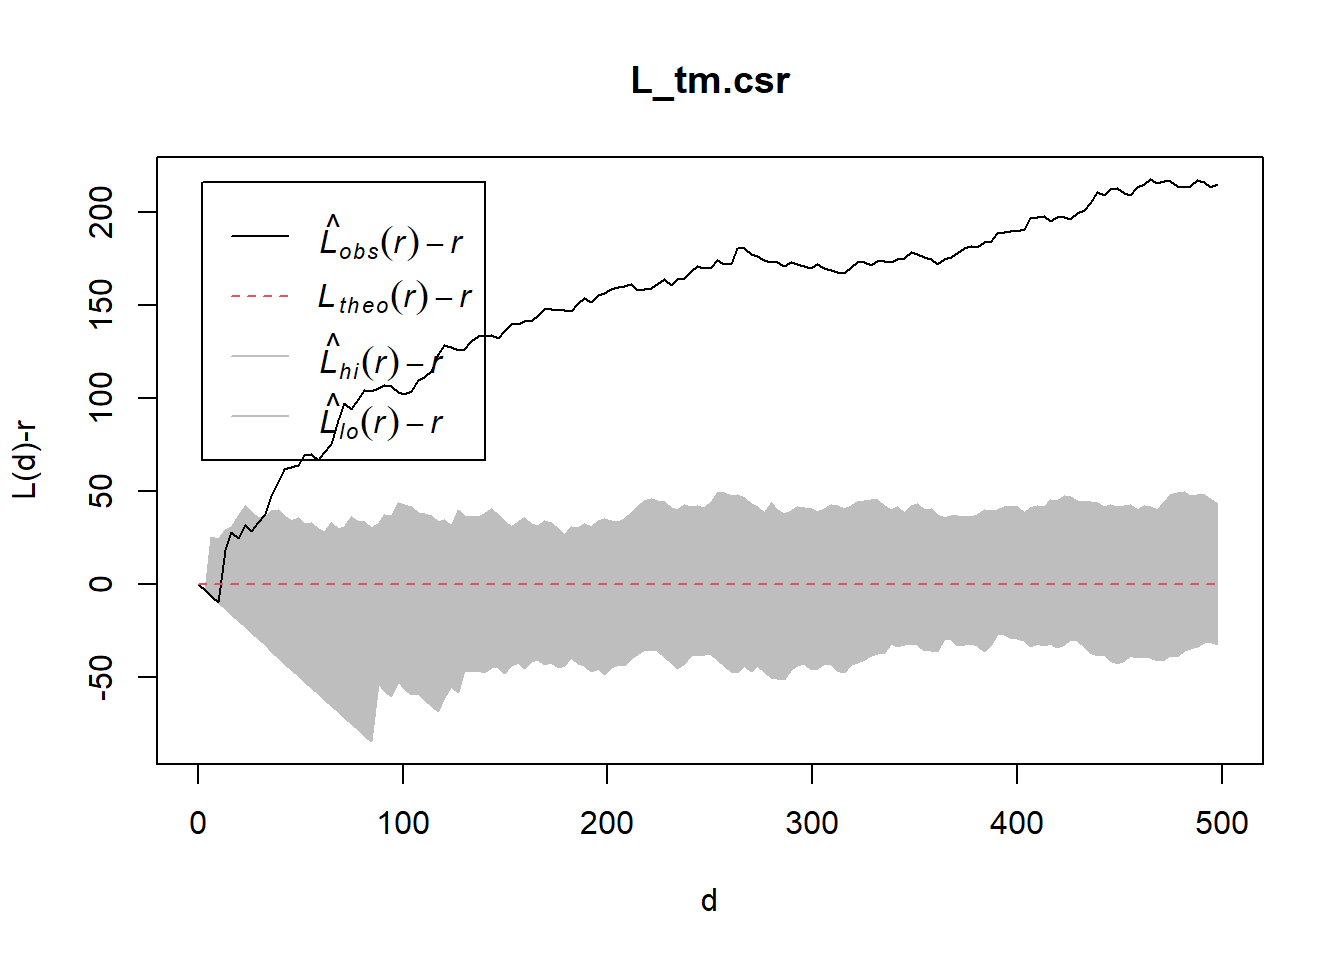 L_tm.csr
L̂obs(r) – r
Ltheo(r) – r
L̂hi(r) – r
L̂lo(r) – r
L(d)-r
200
150
100
50
0
-50
0 100 200 300 400 500
d